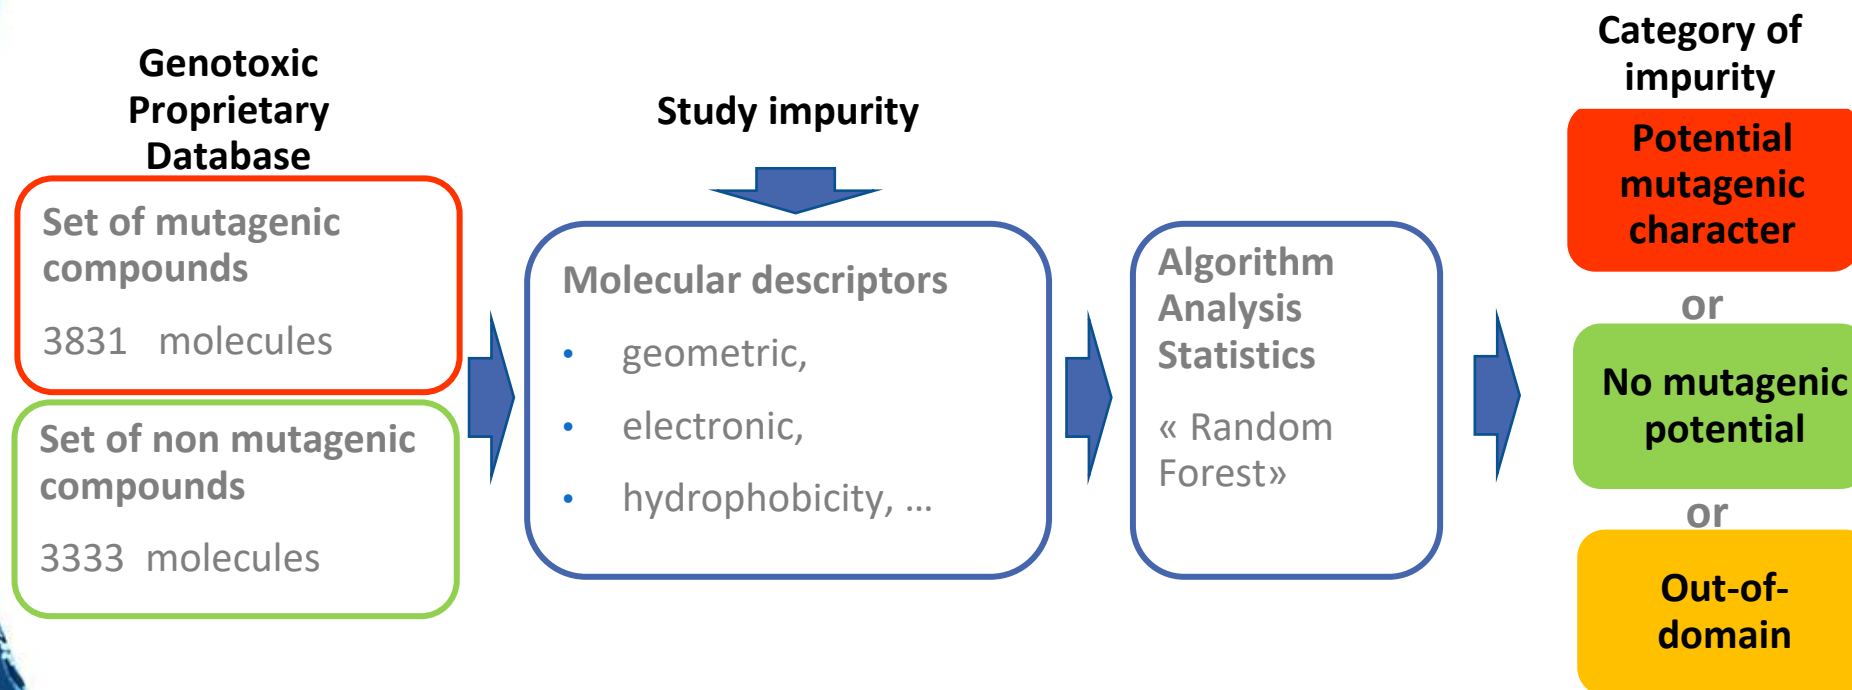 Genotoxic
Proprietary
Database
Set of mutagenic
compounds
3831 molecules
Set of non mutagenic
compounds
3333 molecules
Study impurity
Molecular descriptors
• geometric,
• electronic,
• hydrophobicity, ...
Algorithm
Analysis
Statistics
« Random
Forest»
Category of
impurity
Potential
mutagenic
character
or
No mutagenic
potential
or
Out-of-
domain